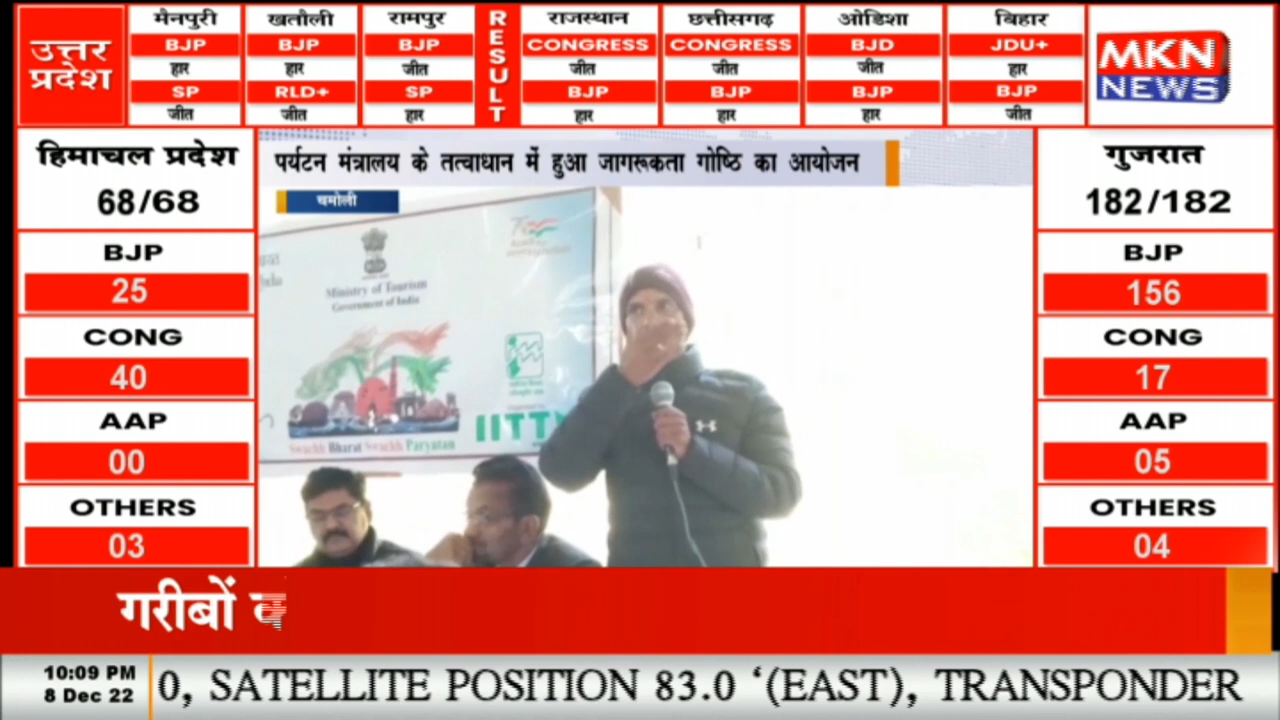 उत्तर प्रदेश
मैनपुरी
BJP
हार
SP
जीत
खतौली
BJP
हार
RLD+
जीत
रामपुर
BJP
जीत
SP
हार
RESULT
राजस्थान
CONGRESS
जीत
BJP
हार
छत्तीसगढ़
CONGRESS
जीत
BJP
हार
ओडिशा
BJD
जीत
BJP
हार
बिहार
JDU+
हार
BJP
जीत
MKN
NEWS
हिमाचल प्रदेश
68/68
BJP
25
CONG
40
AAP
00
OTHERS
03
पर्यटन मंत्रालय के तत्वाधान में हुआ जागरूकता गोष्ठि का आयोजन
चमोली
Ministry of Tourism
Government of India
Swachh Bharat Swachh Paryatan
गुजरात
182/182
BJP
156
CONG
17
AAP
05
OTHERS
04
गरीबों
10:09 PM
8 Dec 22
0, SATELLITE POSITION 83.0 ‘(EAST), TRANSPONDER